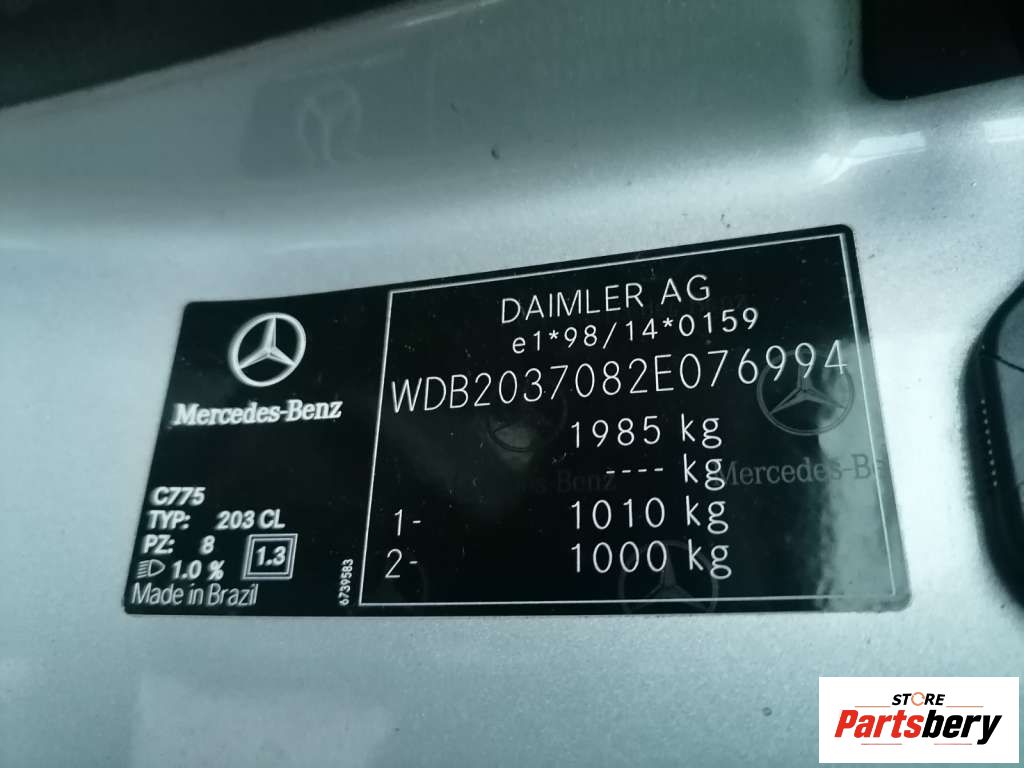 Mercedes-Benz
C775
TYP: 203 CL
PZ: 8
1.3
1.0 %
Made in Brazil
6739583
DAIMLER AG
e1*98/14*0159
WDB2037082E076994
1985 kg
---- kg
1- 1010 kg
2- 1000 kg
Mercedes-B
STORE
Partsbery